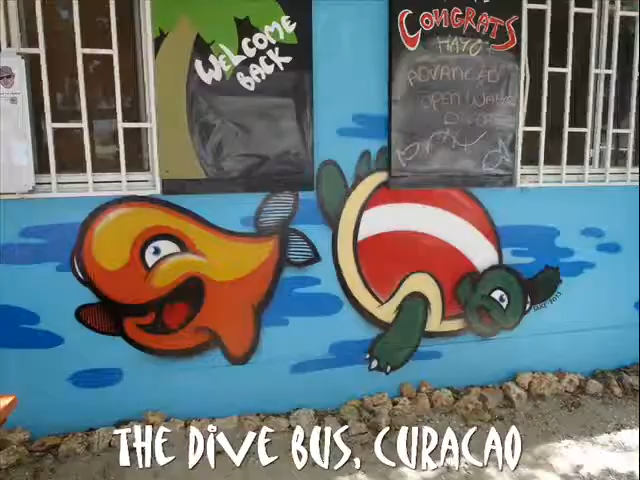 WELCOME
BACK
CONGRATS
HAYO
ADVANCED
OPEN WATER
THE DIVE BUS, CURACAO